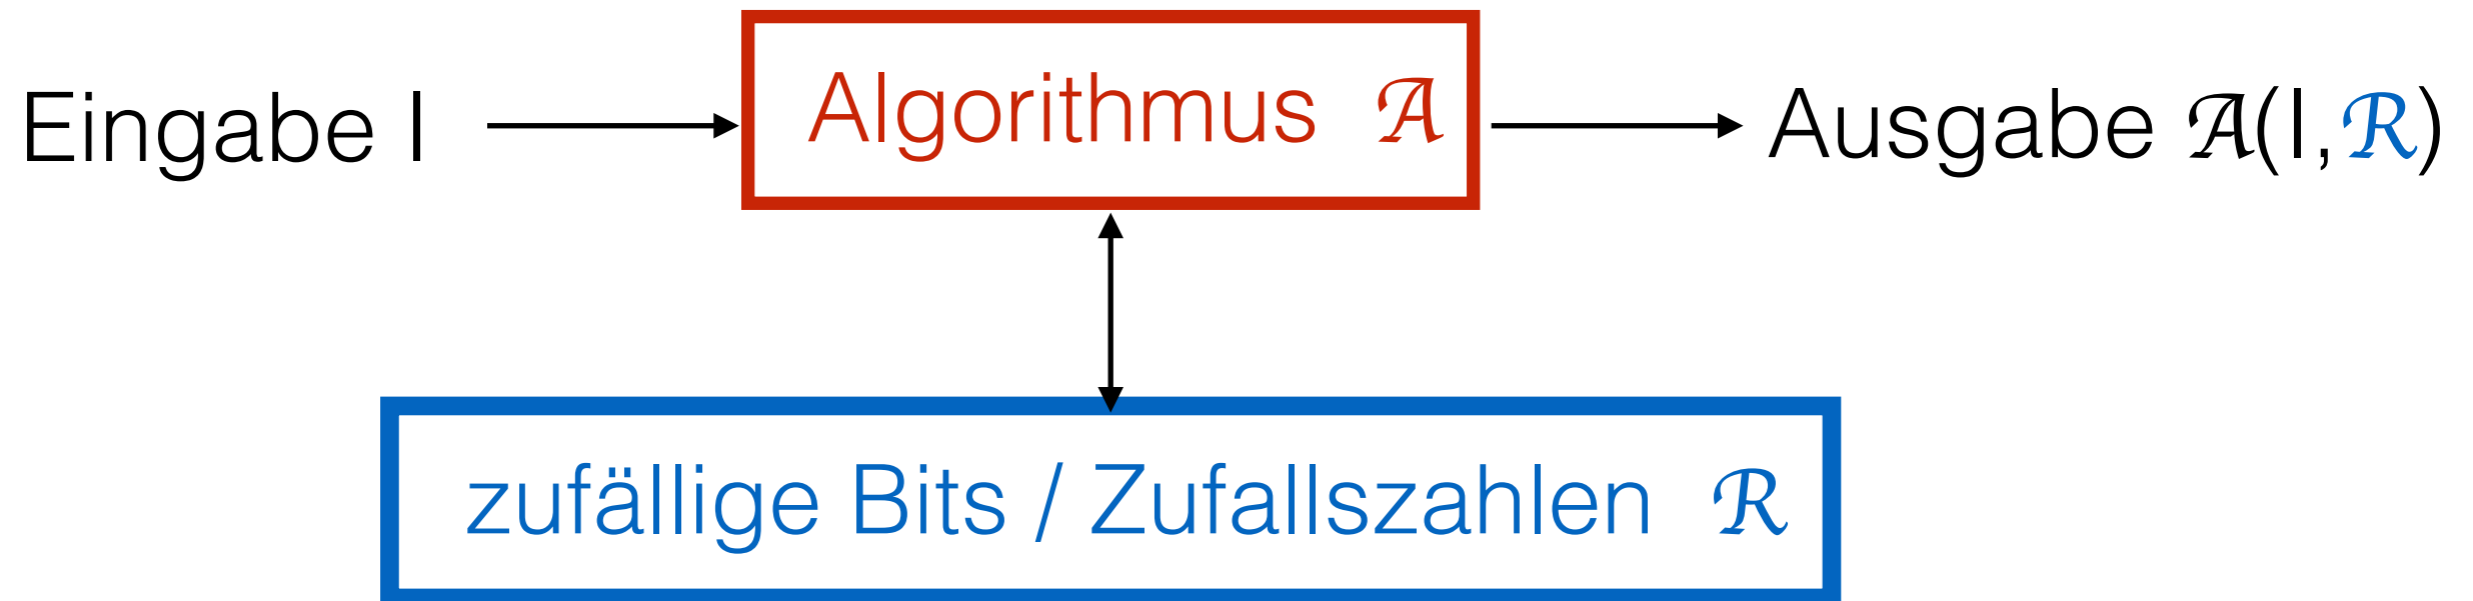 Eingabe I
Algorithmus 𝒜
Ausgabe 𝒜(I,ℛ)
zufällige Bits / Zufallszahlen ℛ